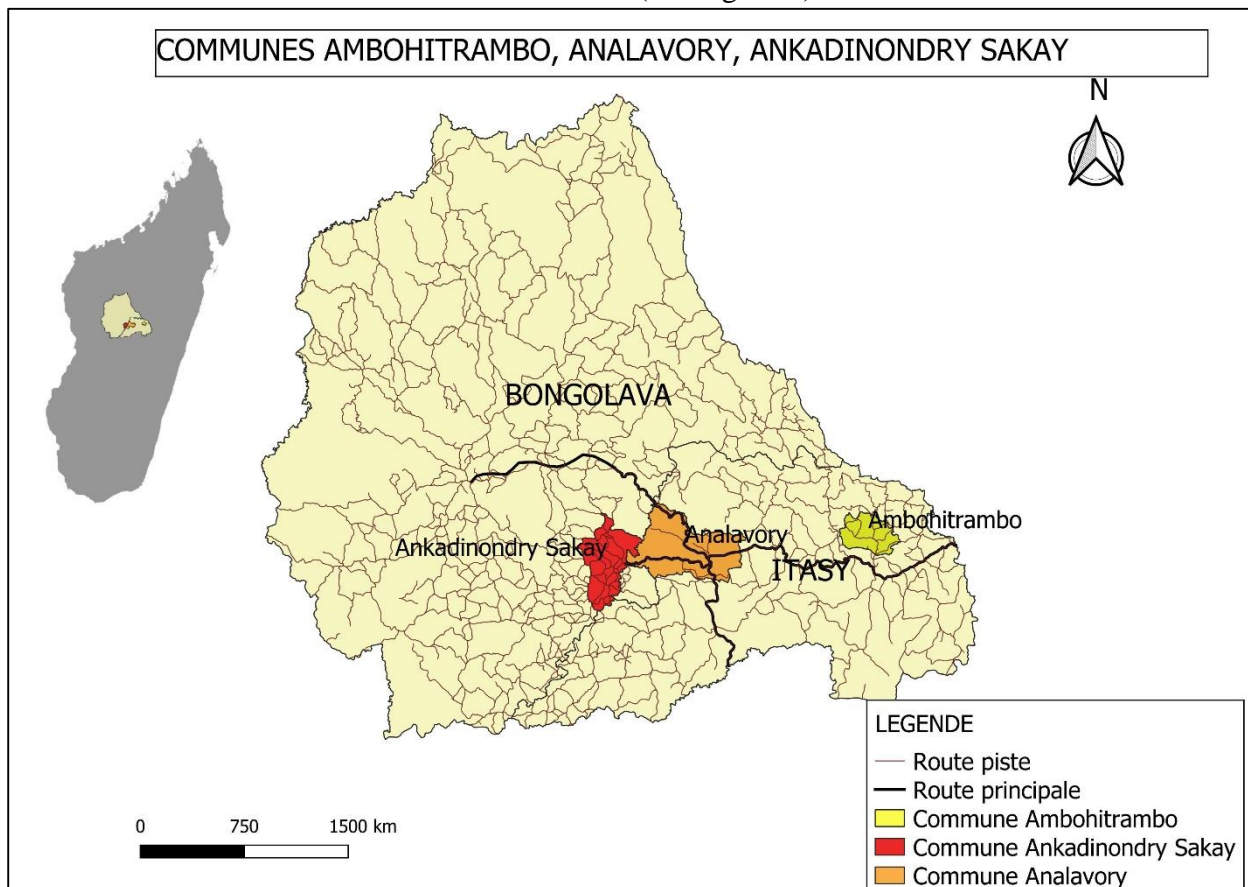 COMMUNES AMBOHITRAMBO, ANALAVORY, ANKADINONDRY SAKAY
N
BONGOLAVA
Ambohitrambo
Analavory
Ankadinondry Sakay
ITASY
LEGENDE
Route piste
Route principale
Commune Ambohitrambo
Commune Ankadinondry Sakay
Commune Analavory
0 750 1500 km